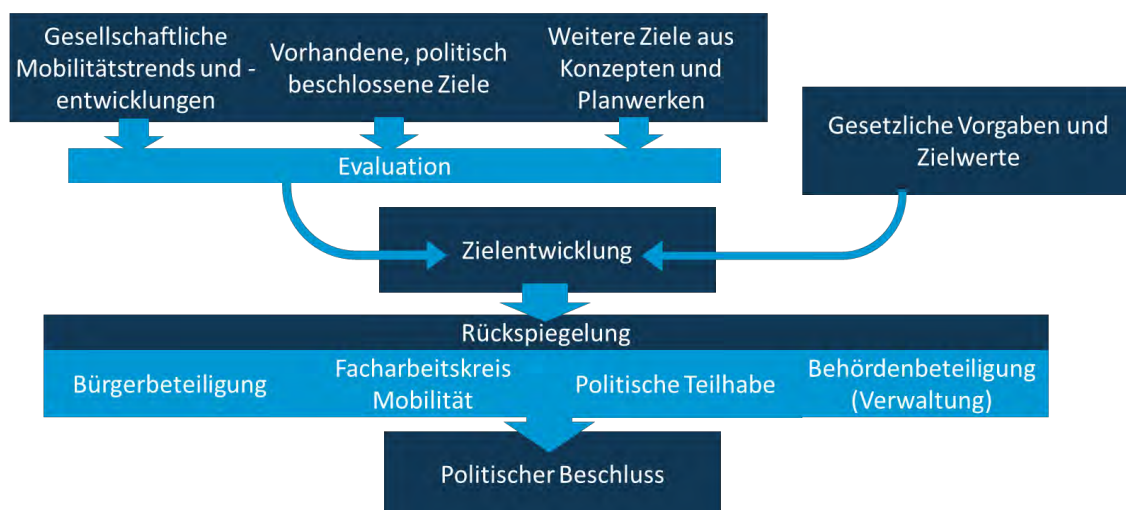 Gesellschaftliche
Mobilitätstrends und -
entwicklungen
Vorhandene, politisch
beschlossene Ziele
Weitere Ziele aus
Konzepten und
Planwerken
Gesetzliche Vorgaben und
Zielwerte
Evaluation
Zielentwicklung
Rückspiegelung
Bürgerbeteiligung
Facharbeitskreis
Mobilität
Politische Teilhabe
Behördenbeteiligung
(Verwaltung)
Politischer Beschluss